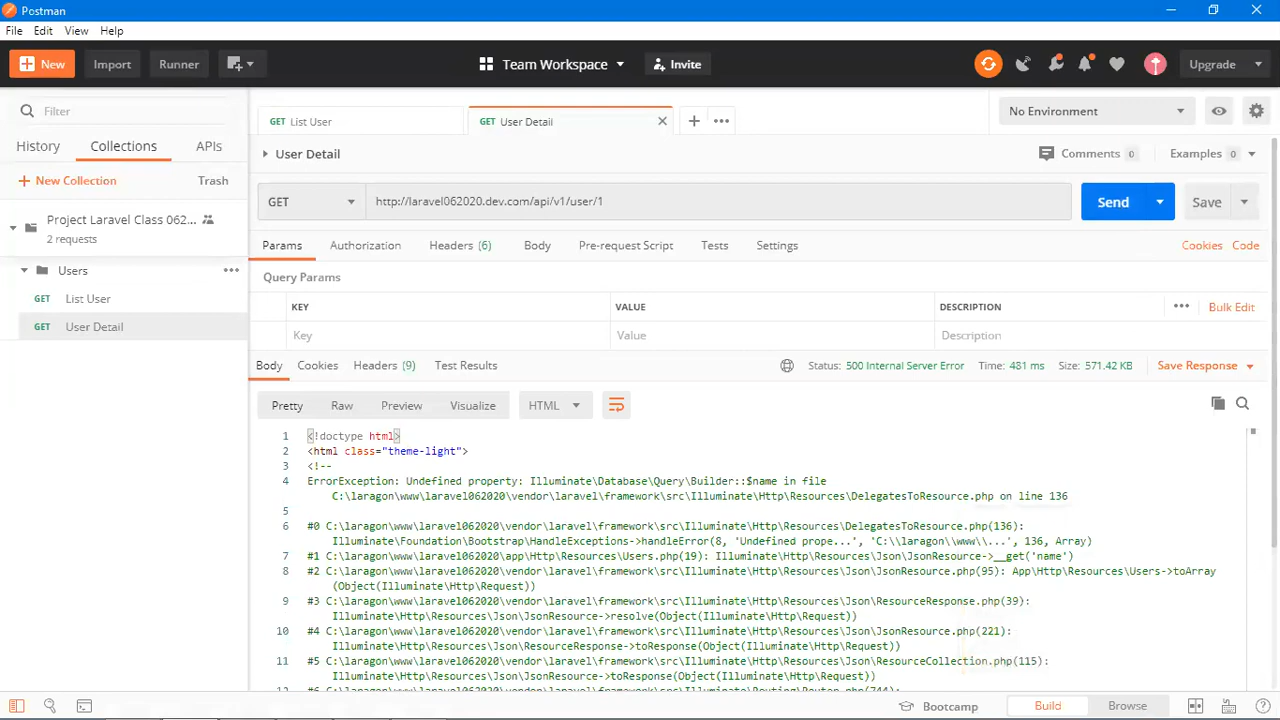 Postman
File Edit View Help
New Import Runner Team Workspace Invite Upgrade
Filter
GET List User GET User Detail No Environment
History Collections APIs
User Detail Comments 0 Examples 0
New Collection Trash
GET http://laravel062020.dev.com/api/v1/user/1 Send Save
Project Laravel Class 062...
2 requests
Params Authorization Headers (6) Body Pre-request Script Tests Settings Cookies Code
Users
Query Params
GET List User
KEY VALUE DESCRIPTION Bulk Edit
GET User Detail
Key Value Description
Body Cookies Headers (9) Test Results Status: 500 Internal Server Error Time: 481 ms Size: 571.42 KB Save Response
Pretty Raw Preview Visualize HTML
1 <!doctype html>
2 <html class="theme-light">
3 <!--
4 ErrorException: Undefined property: Illuminate\Database\Query\Builder::$name in file
C:\laragon\www\laravel062020\vendor\laravel\framework\src\Illuminate\Http\Resources\DelegatesToResource.php on line 136
5
6 #0 C:\laragon\www\laravel062020\vendor\laravel\framework\src\Illuminate\Http\Resources\DelegatesToResource.php(136):
Illuminate\Foundation\Bootstrap\HandleExceptions->handleError(8, 'Undefined prope...', 'C:\\laragon\\www\\...', 136, Array)
7 #1 C:\laragon\www\laravel062020\app\Http\Resources\Users.php(19): Illuminate\Http\Resources\Json\JsonResource->__get('name')
8 #2 C:\laragon\www\laravel062020\vendor\laravel\framework\src\Illuminate\Http\Resources\Json\JsonResource.php(95): App\Http\Resources\Users->toArray
(Object(Illuminate\Http\Request))
9 #3 C:\laragon\www\laravel062020\vendor\laravel\framework\src\Illuminate\Http\Resources\Json\ResourceResponse.php(39):
Illuminate\Http\Resources\Json\JsonResource->resolve(Object(Illuminate\Http\Request))
10 #4 C:\laragon\www\laravel062020\vendor\laravel\framework\src\Illuminate\Http\Resources\Json\JsonResource.php(221):
Illuminate\Http\Resources\Json\ResourceResponse->toResponse(Object(Illuminate\Http\Request))
11 #5 C:\laragon\www\laravel062020\vendor\laravel\framework\src\Illuminate\Http\Resources\Json\ResourceCollection.php(115):
Illuminate\Http\Resources\Json\JsonResource->toResponse(Object(Illuminate\Http\Request))
Bootcamp Build Browse